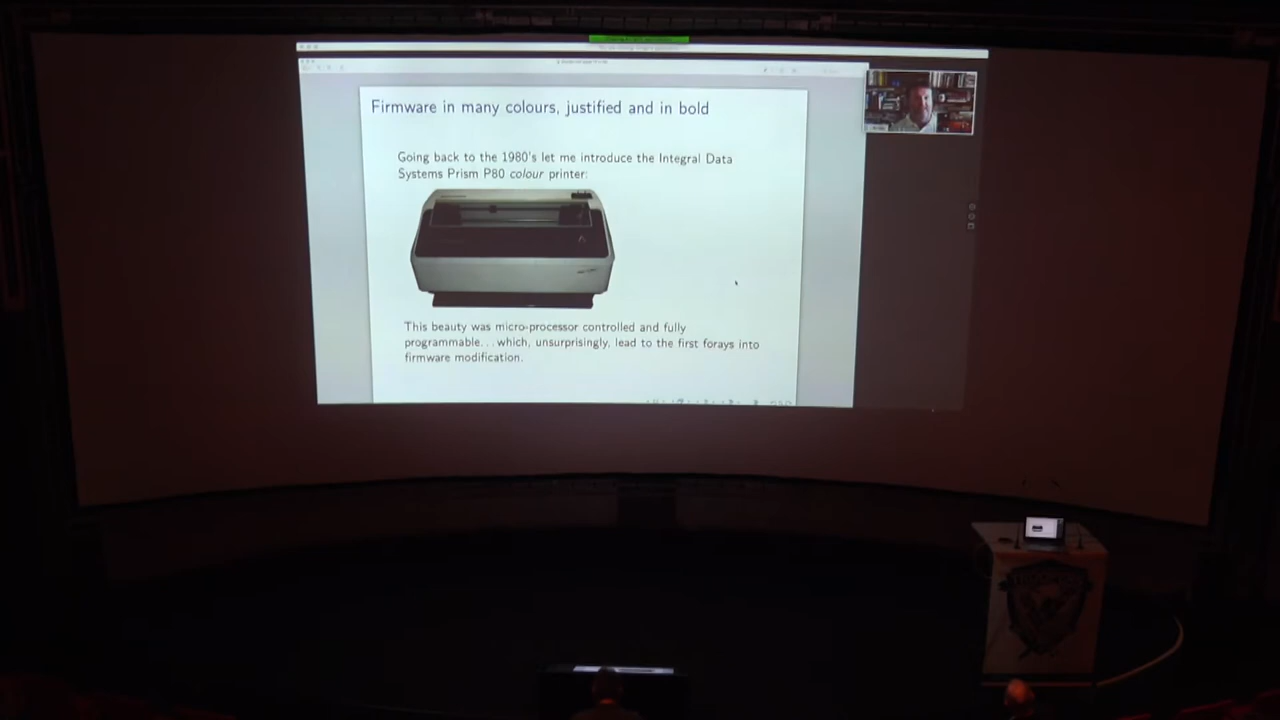 Firmware in many colours, justified and in bold
Going back to the 1980's let me introduce the Integral Data
Systems Prism P80 colour printer:
This beauty was micro-processor controlled and fully
programmable...which, unsurprisingly, lead to the first forays into
firmware modification.